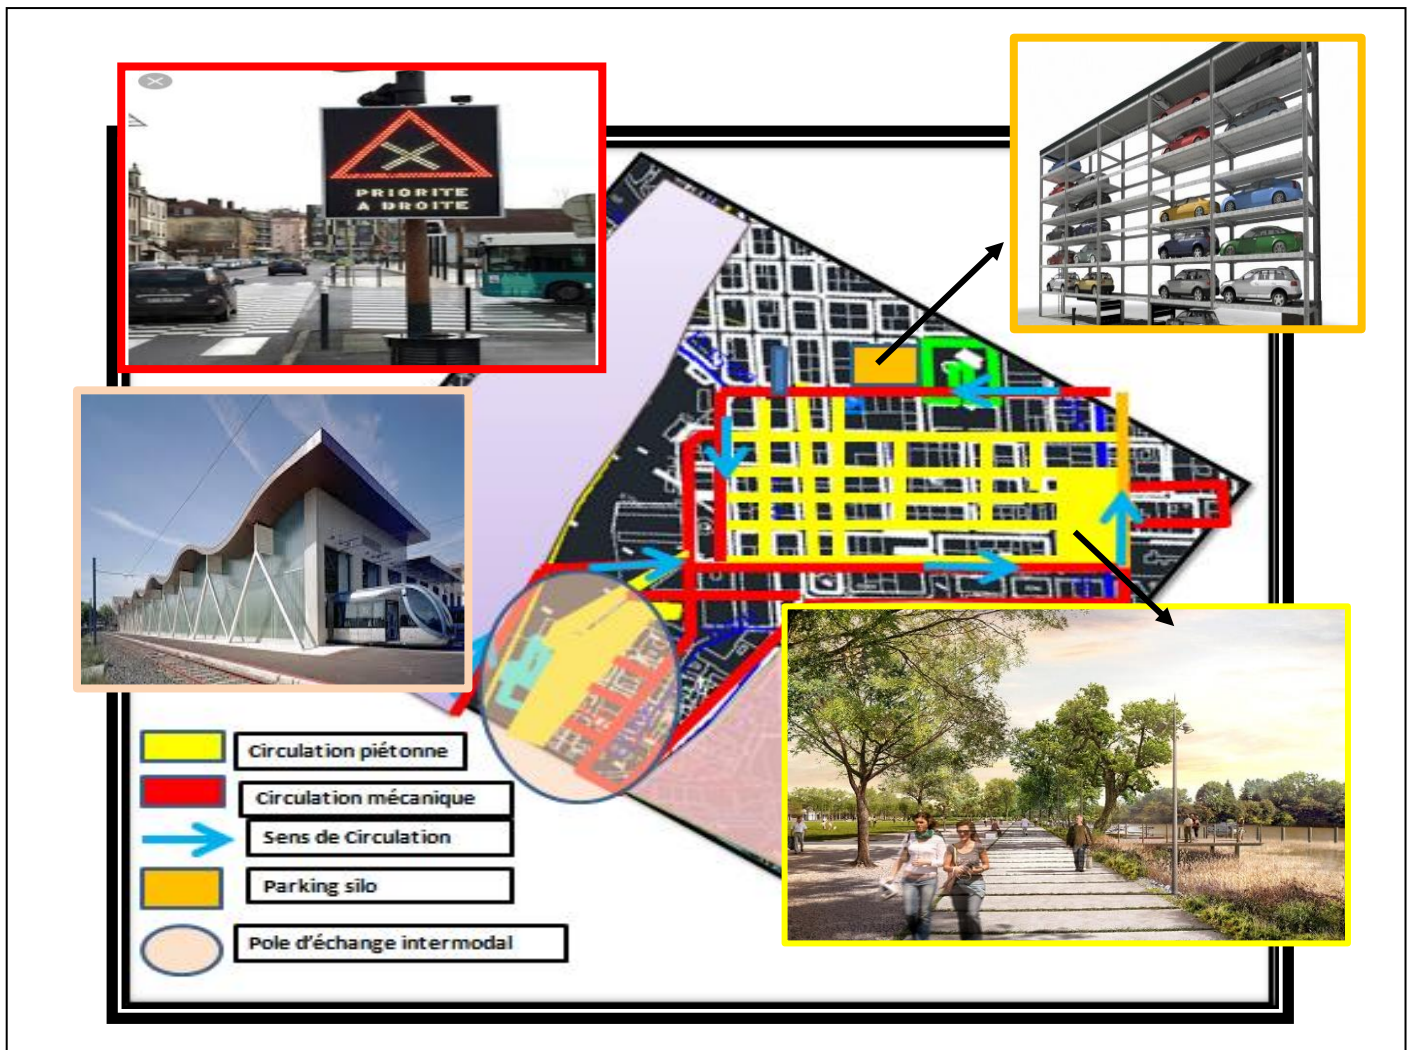 PRIORITE
A DROITE
Circulation piétonne
Circulation mécanique
Sens de Circulation
Parking silo
Pole d'échange intermodal